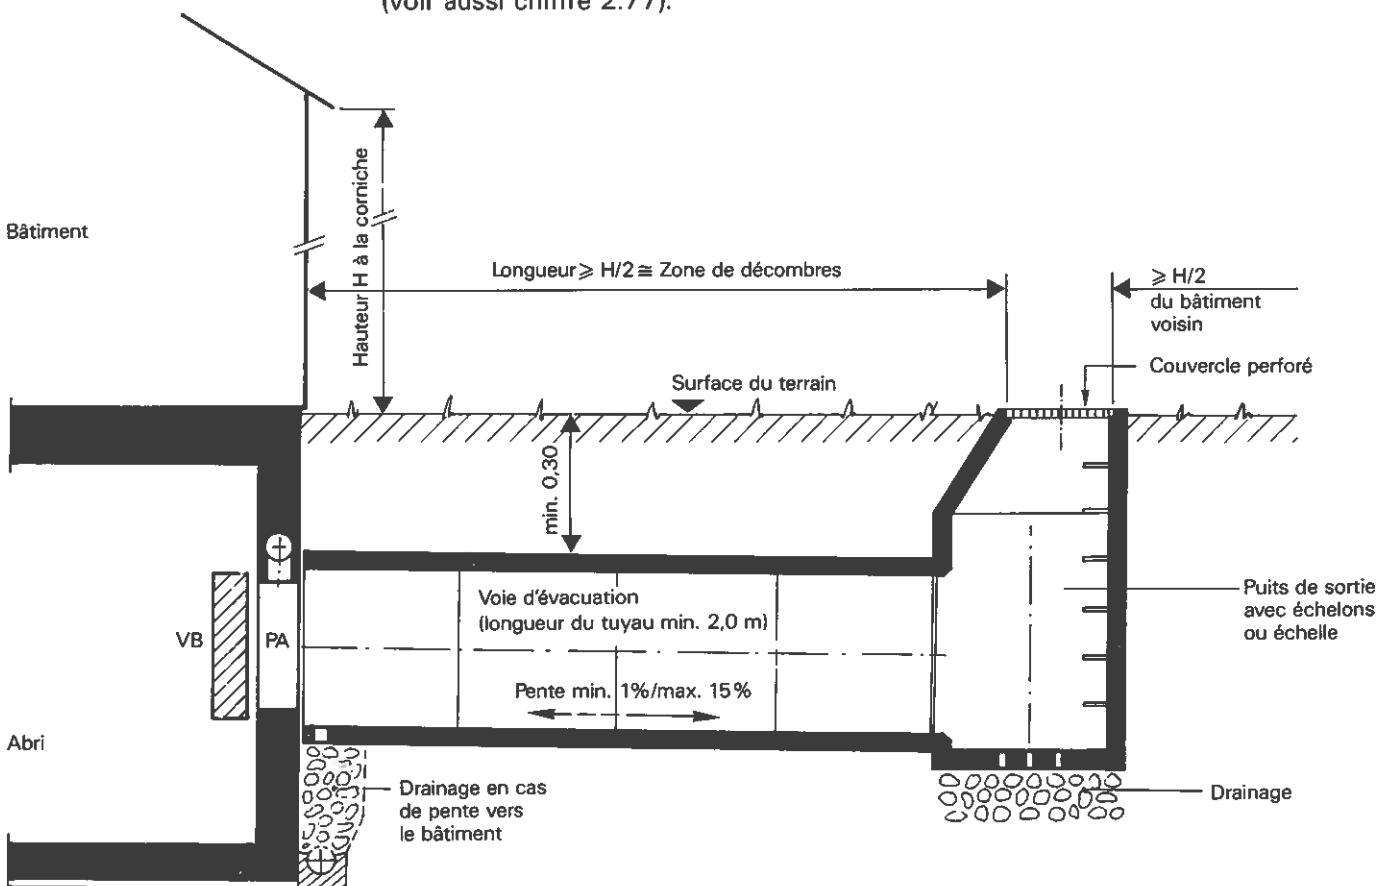 (voir aussi chiffre 2.77).
Bâtiment
Hauteur H à la corniche
Longueur ⩾ H/2 ≅ Zone de décombres
⩾ H/2
du bâtiment
voisin
Couvercle perforé
Surface du terrain
min. 0,30
Voie d'évacuation
(longueur du tuyau min. 2,0 m)
VB
PA
Puits de sortie
avec échelons
ou échelle
Pente min. 1%/max. 15%
Abri
Drainage en cas
de pente vers
le bâtiment
Drainage